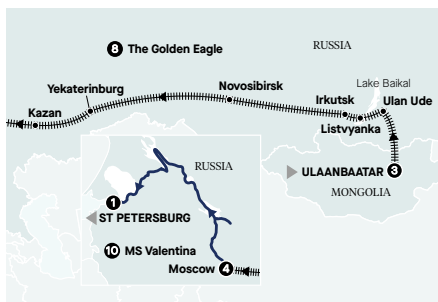 8 The Golden Eagle
RUSSIA
Lake Baikal
Yekaterinburg
Novosibirsk
Irkutsk
Ulan Ude
Kazan
Listvyanka
RUSSIA
ULAANBAATAR 3
MONGOLIA
1
ST PETERSBURG
10 MS Valentina
Moscow 4